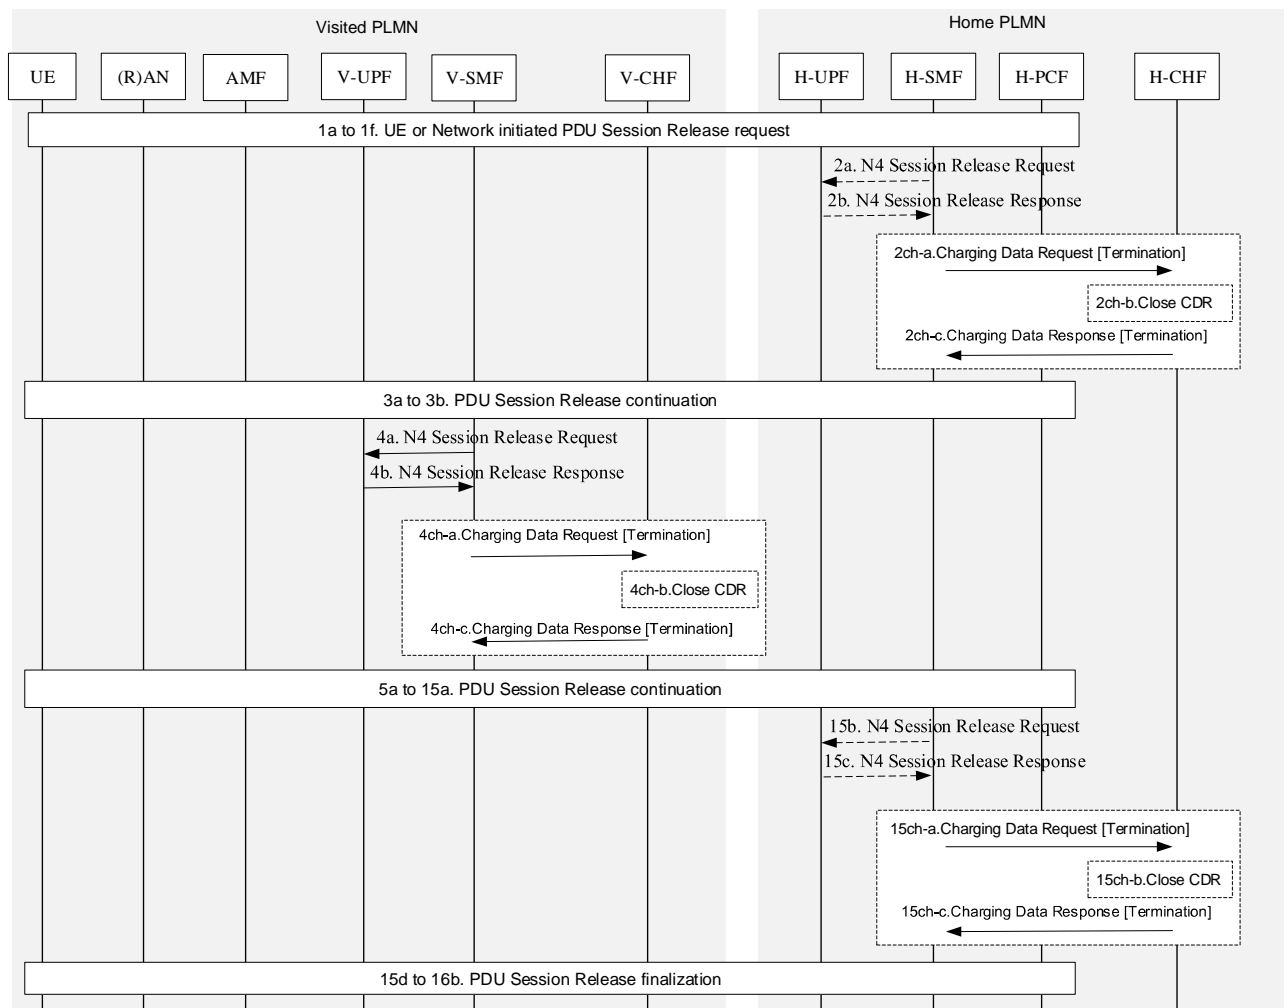 Visited PLMN
Home PLMN
UE
(R)AN
AMF
V-UPF
V-SMF
V-CHF
H-UPF
H-SMF
H-PCF
H-CHF
1a to 1f. UE or Network initiated PDU Session Release request
2a. N4 Session Release Request
2b. N4 Session Release Response
2ch-a.Charging Data Request [Termination]
2ch-b.Close CDR
2ch-c.Charging Data Response [Termination]
3a to 3b. PDU Session Release continuation
4a. N4 Session Release Request
4b. N4 Session Release Response
4ch-a.Charging Data Request [Termination]
4ch-b.Close CDR
4ch-c.Charging Data Response [Termination]
5a to 15a. PDU Session Release continuation
15b. N4 Session Release Request
15c. N4 Session Release Response
15ch-a.Charging Data Request [Termination]
15ch-b.Close CDR
15ch-c.Charging Data Response [Termination]
15d to 16b. PDU Session Release finalization